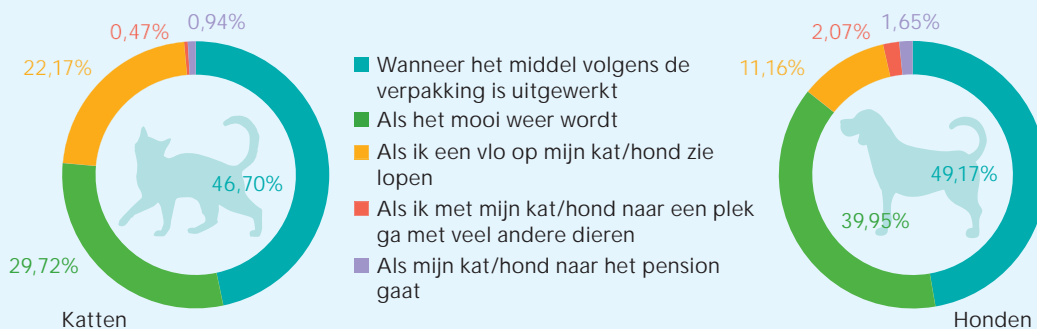 0,47%
0,94%
22,17%
46,70%
29,72%
Katten
Wanneer het middel volgens de
verpakking is uitgewerkt
Als het mooi weer wordt
Als ik een vlo op mijn kat/hond zie
lopen
Als ik met mijn kat/hond naar een plek
ga met veel andere dieren
Als mijn kat/hond naar het pension
gaat
2,07%
1,65%
11,16%
49,17%
39,95%
Honden